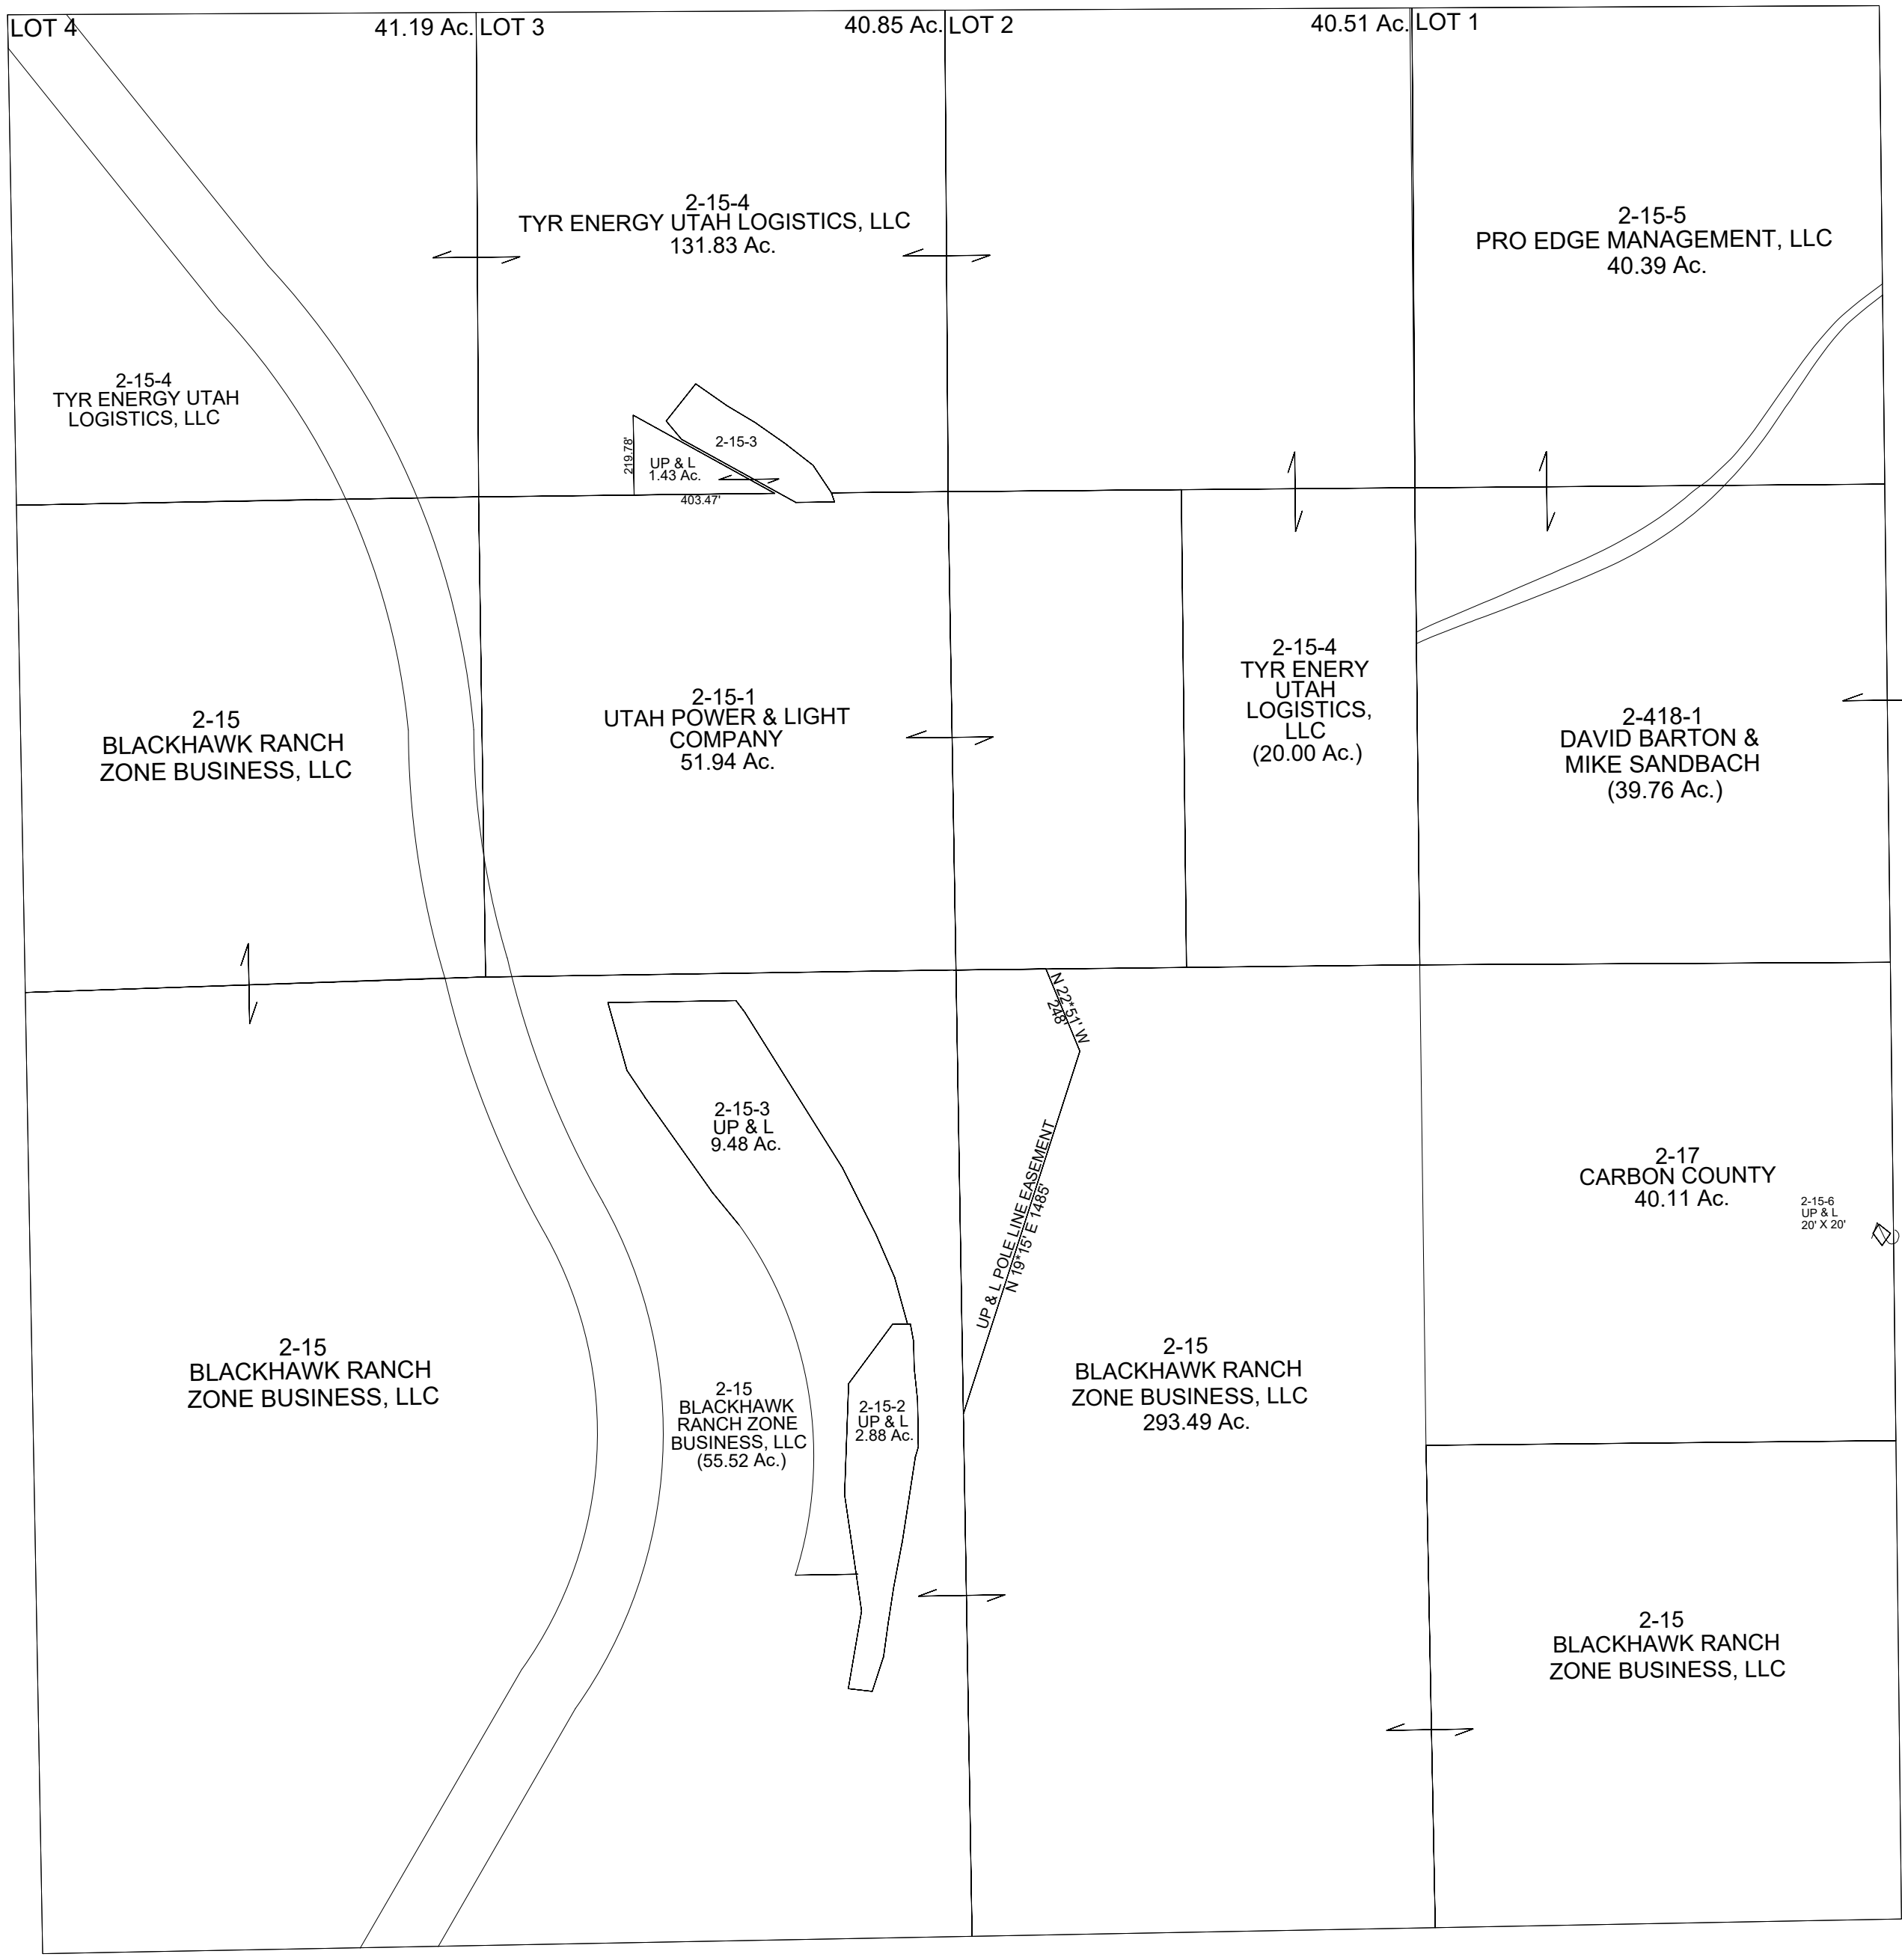 LOT 4
41.19 Ac.
LOT 3
40.85 Ac.
LOT 2
40.51 Ac.
LOT 1
2-15-4
TYR ENERGY UTAH LOGISTICS, LLC
131.83 Ac.
2-15-5
PRO EDGE MANAGEMENT, LLC
40.39 Ac.
2-15-4
TYR ENERGY UTAH
LOGISTICS, LLC
2-15-3
219.78'
UP & L
1.43 Ac.
403.47'
2-15
BLACKHAWK RANCH
ZONE BUSINESS, LLC
2-15-1
UTAH POWER & LIGHT
COMPANY
51.94 Ac.
2-15-4
TYR ENERY
UTAH
LOGISTICS,
LLC
(20.00 Ac.)
2-418-1
DAVID BARTON &
MIKE SANDBACH
(39.76 Ac.)
N 22°51' W
248'
2-15-3
UP & L
9.48 Ac.
UP & L POLE LINE EASEMENT
N 19°15' E 1485'
2-17
CARBON COUNTY
40.11 Ac.
2-15-6
UP & L
20' X 20'
2-15
BLACKHAWK RANCH
ZONE BUSINESS, LLC
2-15
BLACKHAWK
RANCH ZONE
BUSINESS, LLC
(55.52 Ac.)
2-15-2
UP & L
2.88 Ac.
2-15
BLACKHAWK RANCH
ZONE BUSINESS, LLC
293.49 Ac.
2-15
BLACKHAWK RANCH
ZONE BUSINESS, LLC